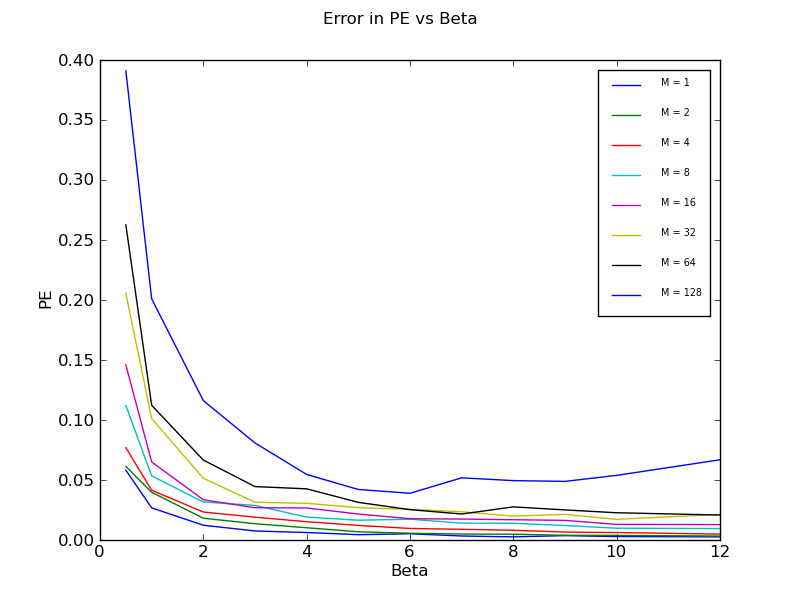 Error in PE vs Beta
0.40
0.35
0.30
0.25
0.20
0.15
0.10
0.05
0.00
PE
M = 1
M = 2
M = 4
M = 8
M = 16
M = 32
M = 64
M = 128
0 2 4 6 8 10 12
Beta